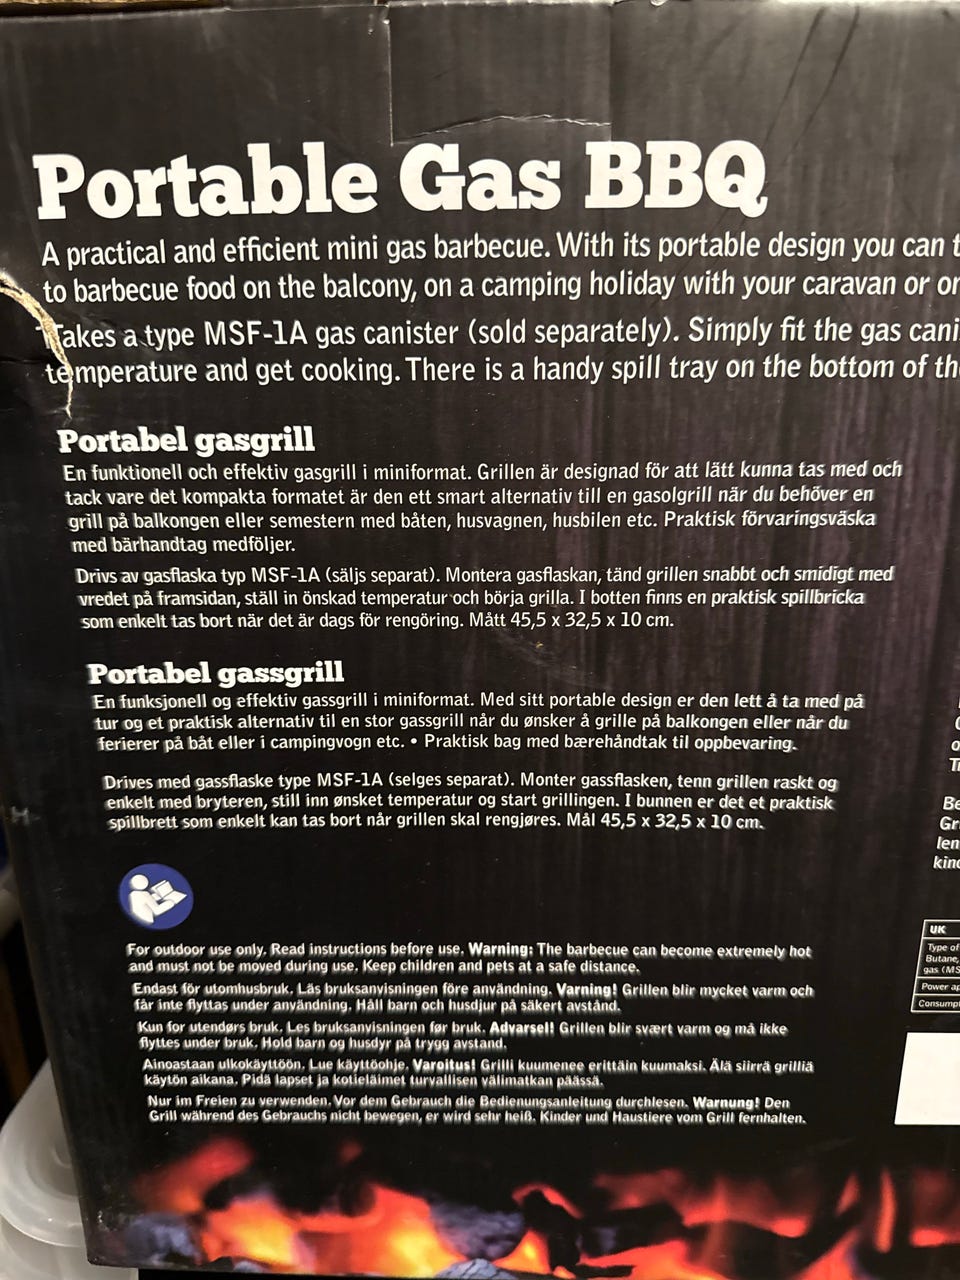 Portable Gas BBQ
A practical and efficient mini gas barbecue. With its portable design you can
to barbecue food on the balcony, on a camping holiday with your caravan or
Takes a type MSF-1A gas canister (sold separately). Simply fit the gas
temperature and get cooking. There is a handy spill tray on the bottom of
Portabel gasgrill
En funktionell och effektiv gasgrill i miniformat. Grillen är designad för att lätt kunna tas med och
tack vare det kompakta formatet är den ett smart alternativ till en gasolgrill när du behöver en
grill på balkongen eller semestern med båten, husvagnen, husbilen etc. Praktisk förvaringsväska
med bärhandtag medföljer.
Drivs av gasflaska typ MSF-1A (säljs separat). Montera gasflaskan, tänd grillen snabbt och smidigt med
vredet på framsidan, ställ in önskad temperatur och börja grilla. I botten finns en praktisk spillbricka
som enkelt tas bort när det är dags för rengöring. Mått 45,5 x 32,5 x 10 cm.
Portabel gassgrill
En funksjonell og effektiv gassgrill i miniformat. Med sitt portable design er den lett å ta med på
tur og et praktisk alternativ til en stor gassgrill når du ønsker å grille på balkongen eller når du
ferierer på båt eller i campingvogn etc. • Praktisk bag med bærehåndtak til oppbevaring.
Drives med gassflaske type MSF-1A (selges separat). Monter gassflasken, tenn grillen raskt og
enkelt med bryteren, still inn ønsket temperatur og start grillingen. I bunnen er det et praktisk
spillbrett som enkelt kan tas bort når grillen skal rengjøres. Mål 45,5 x 32,5 x 10 cm.
For outdoor use only. Read instructions before use. Warning: The barbecue can become extremely hot
and must not be moved during use. Keep children and pets at a safe distance.
Endast för utomhusbruk. Läs bruksanvisningen före användning. Varning! Grillen blir mycket varm och
får inte flyttas under användning. Håll barn och husdjur på säkert avstånd.
Kun for utendørs bruk. Les bruksanvisningen før bruk. Advarsel! Grillen blir svært varm og må ikke
flyttes under bruk. Hold barn og husdyr på trygg avstand.
Ainoastaan ulkokäyttöön. Lue käyttöohje. Varoitus! Grilli kuumenee erittäin kuumaksi. Älä siirrä grilliä
käytön aikana. Pidä lapset ja kotieläimet turvallisen välimatkan päässä.
Nur im Freien zu verwenden. Vor dem Gebrauch die Bedienungsanleitung durchlesen. Warnung! Den
Grill während des Gebrauchs nicht bewegen, er wird sehr heiß. Kinder und Haustiere vom Grill fernhalten.
UK
Type of
Butane,
gas (MS
Power ap
Consumpt